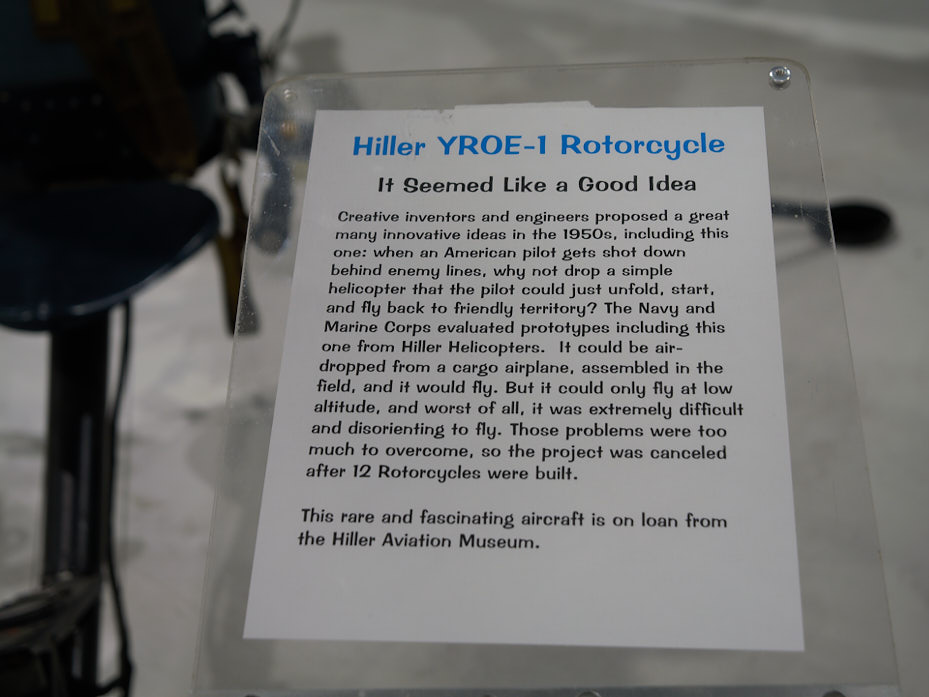 Hiller YROE-1 Rotorcycle
It Seemed Like a Good Idea
Creative inventors and engineers proposed a great
many innovative ideas in the 1950s, including this
one: when an American pilot gets shot down
behind enemy lines, why not drop a simple
helicopter that the pilot could just unfold, start,
and fly back to friendly territory? The Navy and
Marine Corps evaluated prototypes including this
one from Hiller Helicopters.  It could be air-
dropped from a cargo airplane, assembled in the
field, and it would fly. But it could only fly at low
altitude, and worst of all, it was extremely difficult
and disorienting to fly. Those problems were too
much to overcome, so the project was canceled
after 12 Rotorcycles were built.
This rare and fascinating aircraft is on loan from
the Hiller Aviation Museum.